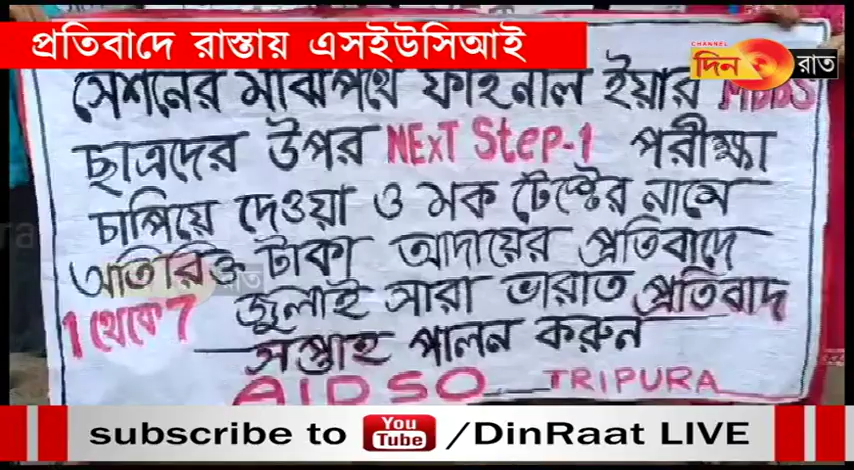 প্রতিবাদে রাস্তায় এসইউসিআই
CHANNEL
দিন রাত
সেশনের মাঝপথে ফাইনাল ইয়ার MBBS
ছাত্রদের উপর NExT Step-1 পরীক্ষা
চাপিয়ে দেওয়া ও মক টেস্টের নামে
অতিরিক্ত টাকা আদায়ের প্রতিবাদে
1 থেকে 7 জুলাই সারা ভারাত প্রতিবাদ
সপ্তাহ পালন করুন
AIDSO TRIPURA
subscribe to You Tube /DinRaat LIVE